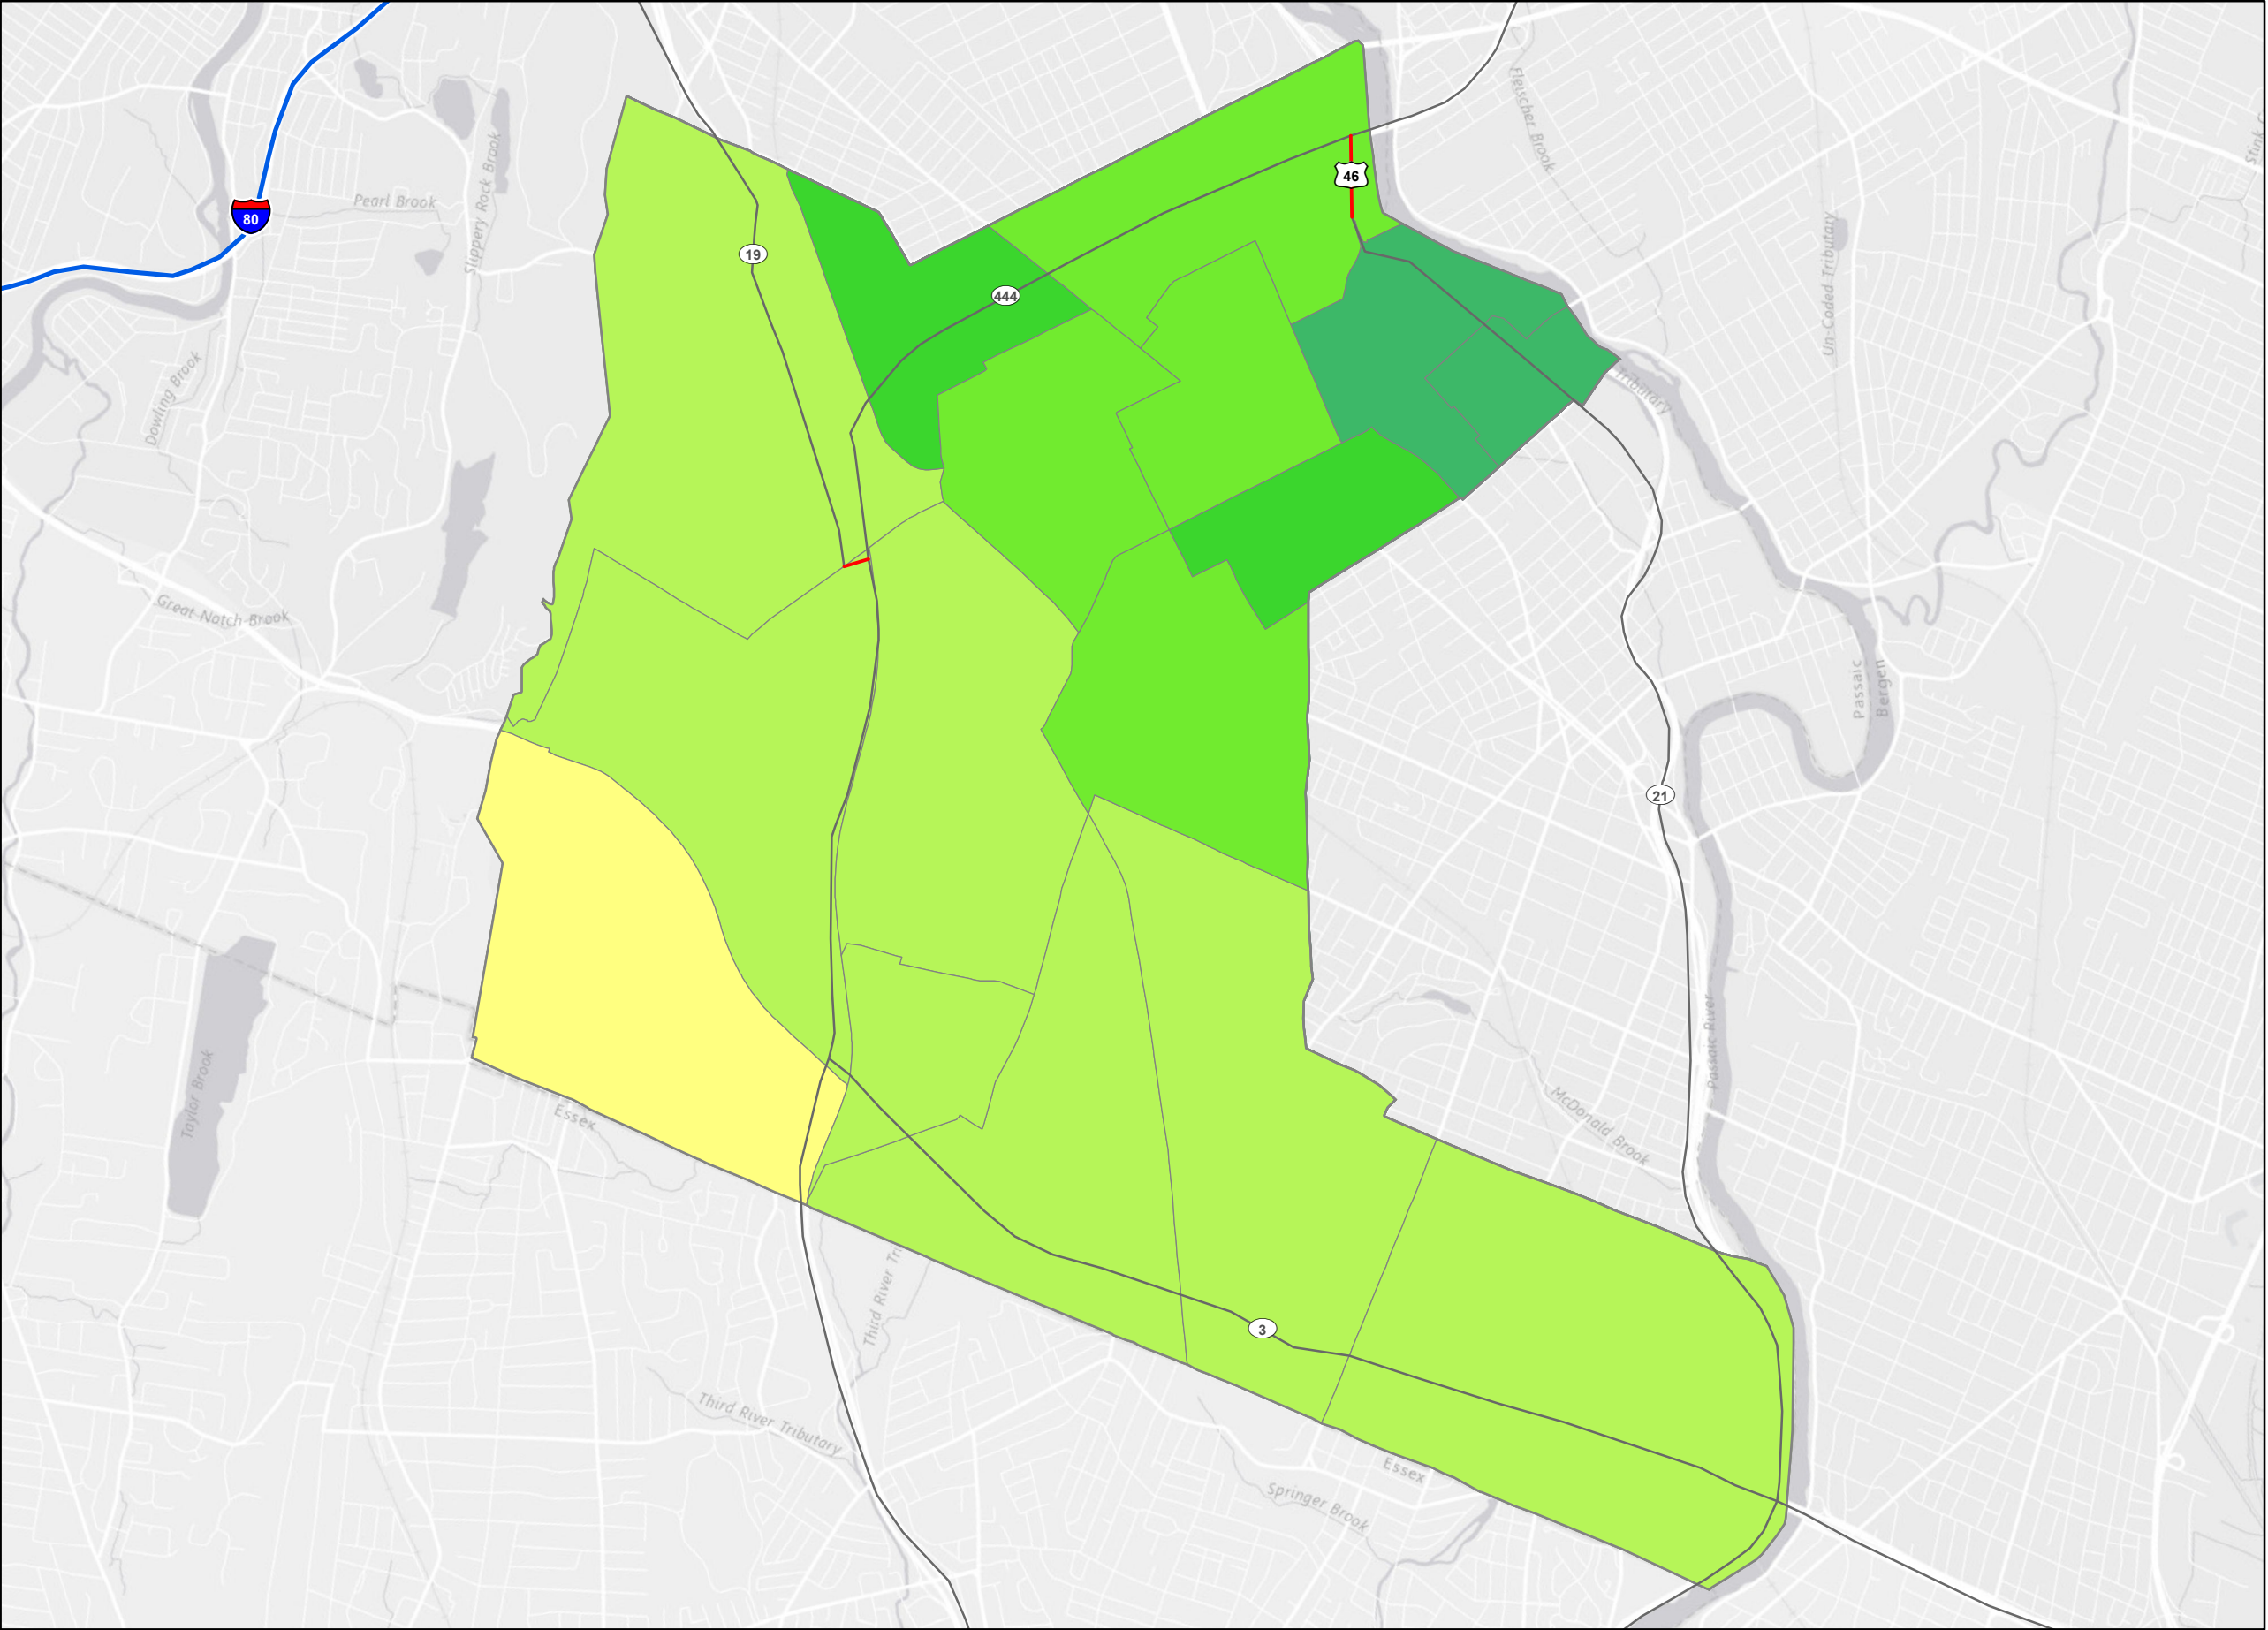 Fleischer Brook
46
Slippery Rock Brook
Pearl Brook
80
19
444
Un-Coded Tributary
Dowling Brook
Tributary
Great Notch Brook
Passaic
Bergen
21
Passaic River
Taylor Brook
Essex
McDonald Brook
3
Third River
Third River Tributary
Essex
Springer Brook